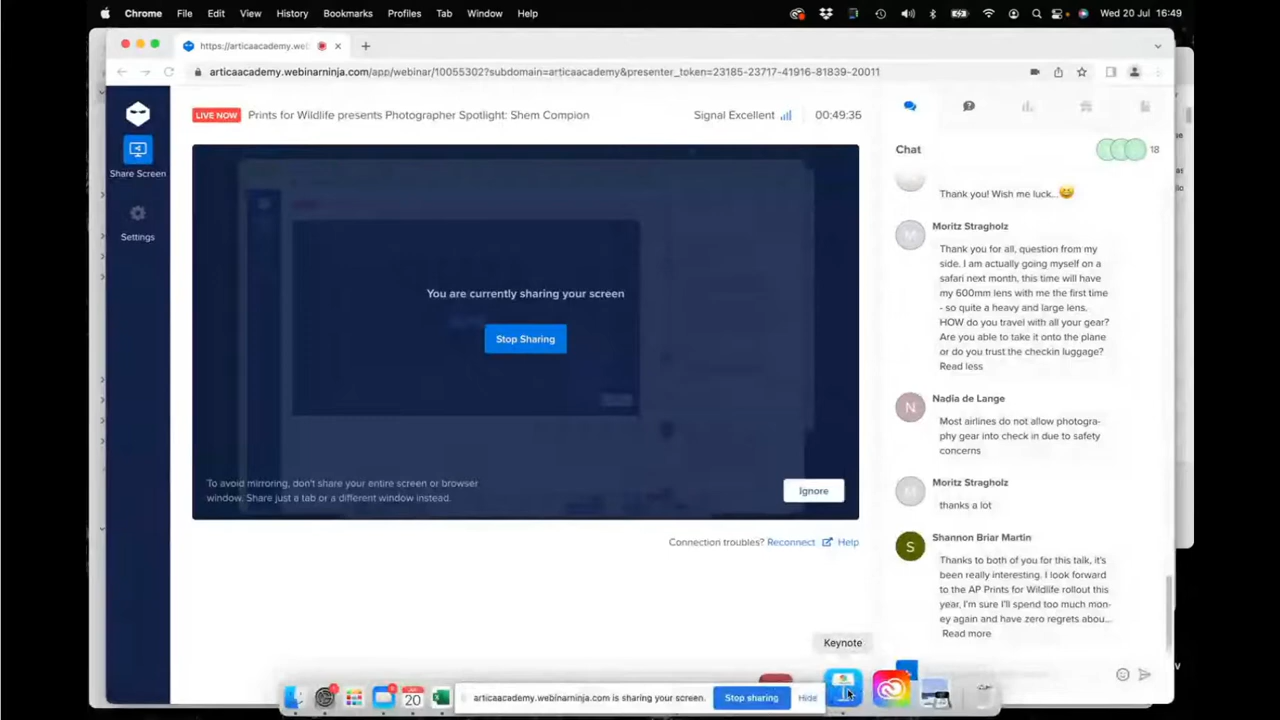 Chrome File Edit View History Bookmarks Profiles Tab Window Help
Wed 20 Jul 16:49
https://articaacademy.wel
articaacademy.webinarninja.com/app/webinar/10055302?subdomain=articaacademy&presenter_token=23185-23717-41916-81839-20011
LIVE NOW Prints for Wildlife presents Photographer Spotlight: Shem Compion
Signal Excellent
00:49:35
Share Screen
Settings
You are currently sharing your screen
Stop Sharing
To avoid mirroring, don't share your entire screen or browser
window. Share just a tab or a different window instead.
Ignore
Connection troubles? Reconnect Help
Chat
18
Thank you! Wish me luck...😄
M
Moritz Stragholz
Thank you for all, question from my
side. I am actually going myself on a
safari next month, this time will have
my 600mm lens with me the first time
- so quite a heavy and large lens.
HOW do you travel with all your gear?
Are you able to take it onto the plane
or do you trust the checkin luggage?
Read less
N
Nadia de Lange
Most airlines do not allow photogra-
phy gear into check in due to safety
concerns
M
Moritz Stragholz
thanks a lot
S
Shannon Briar Martin
Thanks to both of you for this talk, it's
been really interesting. I look forward
to the AP Prints for Wildlife rollout this
year, I'm sure I'll spend too much mon-
ey again and have zero regrets abou...
Read more
Keynote
20
articaacademy.webinarninja.com is sharing your screen.
Stop sharing
Hide